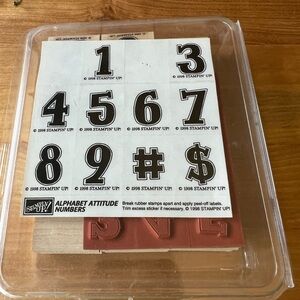 1 3
© 1998 STAMPIN' UP! © 1998 STAMPIN' UP!
4 5 6 7
© 1998 STAMPIN' UP! © 1998 STAMPIN' UP! © 1998 STAMPIN' UP! © 1998 STAMPIN' UP!
8 9 # $
© 1998 STAMPIN' UP! © 1998 STAMPIN' UP! © 1998 STAMPIN' UP! © 1998 STAMPIN' UP!
STAMPIN' UP!
ALPHABET ATTITUDE
NUMBERS
Break rubber stamps apart and apply peel-off labels.
Trim excess sticker if necessary. © 1998 STAMPIN' UP!